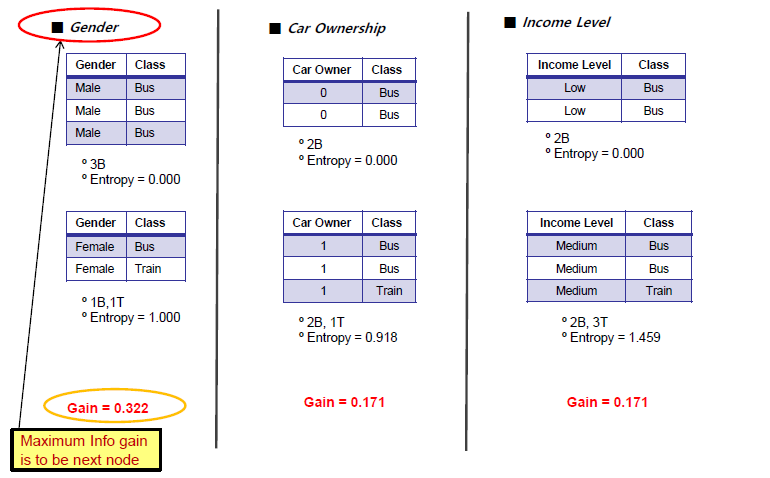 ■ Gender
Gender Class
Male Bus
Male Bus
Male Bus
º 3B
º Entropy = 0.000
Gender Class
Female Bus
Female Train
º 1B,1T
º Entropy = 1.000
Gain = 0.322
Maximum Info gain
is to be next node
■ Car Ownership
Car Owner Class
0 Bus
0 Bus
º 2B
º Entropy = 0.000
Car Owner Class
1 Bus
1 Bus
1 Train
º 2B, 1T
º Entropy = 0.918
Gain = 0.171
■ Income Level
Income Level Class
Low Bus
Low Bus
º 2B
º Entropy = 0.000
Income Level Class
Medium Bus
Medium Bus
Medium Train
º 2B, 3T
º Entropy = 1.459
Gain = 0.171